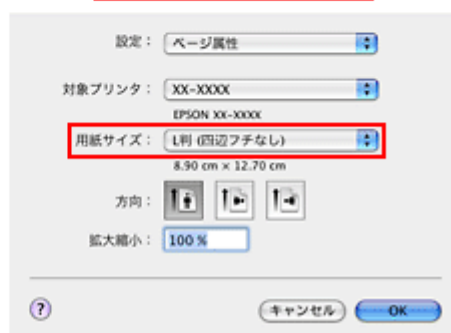 設定： ページ属性
対象プリンタ： XX-XXXX
EPSON XX-XXXX
用紙サイズ： L判 (四辺フチなし)
8.90 cm × 12.70 cm
方向：
拡大縮小： 100 %
? キャンセル OK